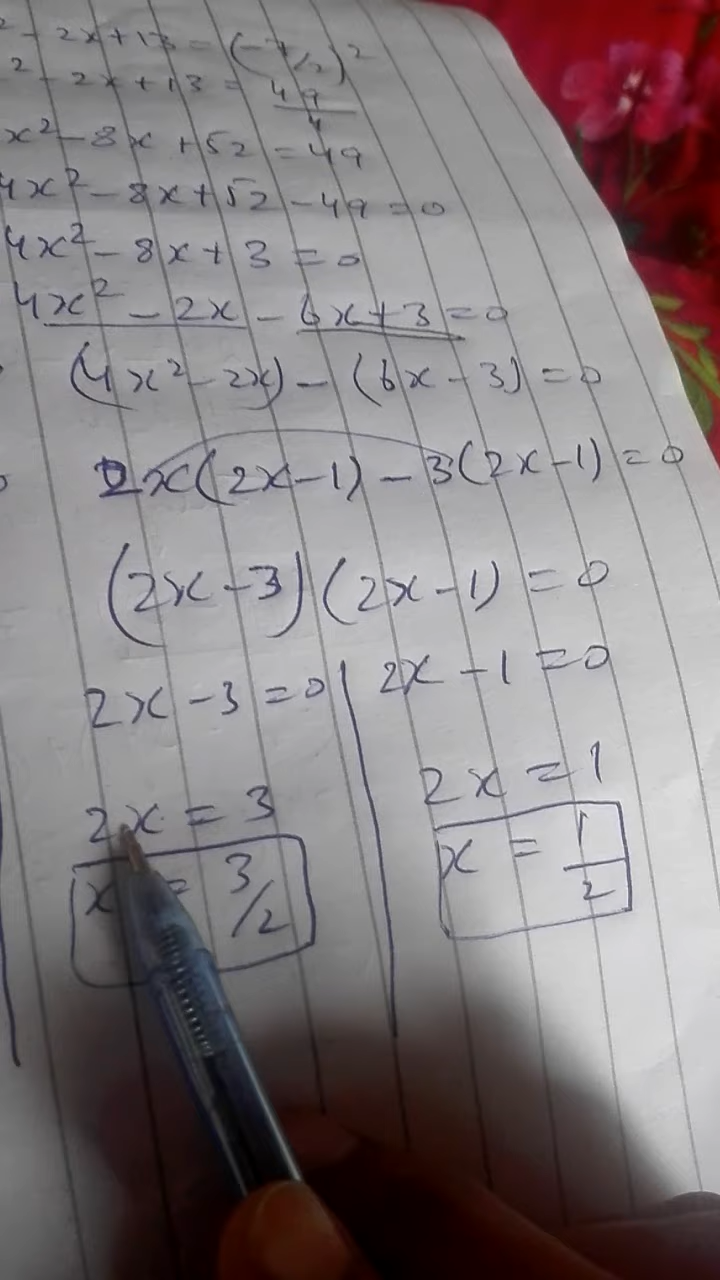 ² - 2x + 13 = (-7/2)²
² - 2x + 13 = 49/4
x² - 8x + 52 = 49
4x² - 8x + 52 - 49 = 0
4x² - 8x + 3 = 0
4x² - 2x - 6x + 3 = 0
(4x² - 2x) - (6x - 3) = 0
2x(2x - 1) - 3(2x - 1) = 0
(2x - 3)(2x - 1) = 0
2x - 3 = 0 | 2x - 1 = 0
2x = 3 | 2x = 1
x = 3/2 | x = 1/2